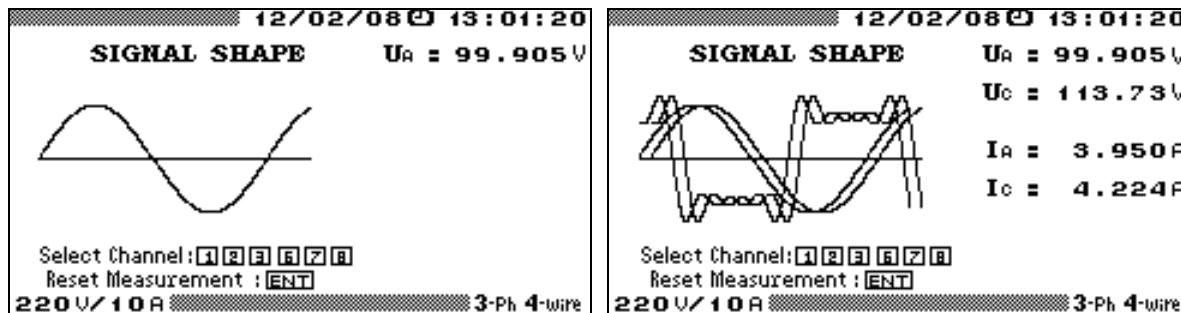 12/02/08 13:01:20
SIGNAL SHAPE UA = 99.905V
Select Channel: 1 2 3 6 7 8
Reset Measurement : ENT
220V/10A 3-Ph 4-wire
12/02/08 13:01:20
SIGNAL SHAPE UA = 99.905V
UC = 113.73V
IA = 3.950A
IC = 4.224A
Select Channel: 1 2 3 6 7 8
Reset Measurement : ENT
220V/10A 3-Ph 4-wire